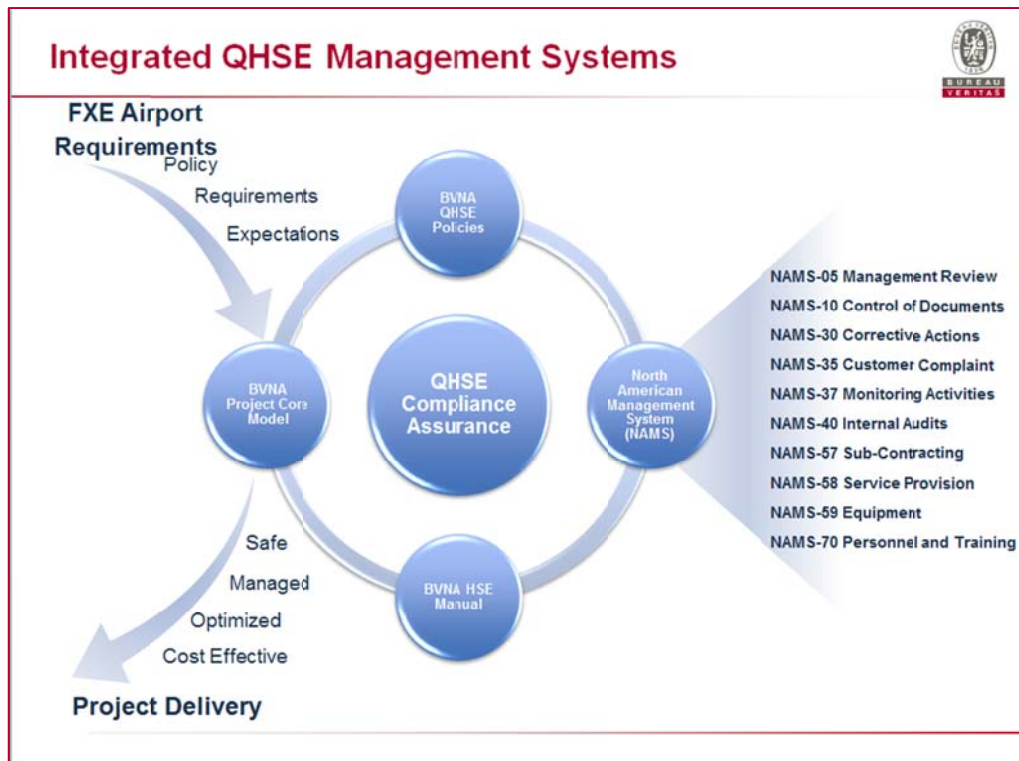 Integrated QHSE Management Systems
BUREAU
VERITAS
FXE Airport
Requirements
Policy
Requirements
Expectations
BVNA
QHSE
Policies
BVNA
Project Core
Model
QHSE
Compliance
Assurance
North
American
Management
System
(NAMS)
BVNA HSE
Manual
NAMS-05 Management Review
NAMS-10 Control of Documents
NAMS-30 Corrective Actions
NAMS-35 Customer Complaint
NAMS-37 Monitoring Activities
NAMS-40 Internal Audits
NAMS-57 Sub-Contracting
NAMS-58 Service Provision
NAMS-59 Equipment
NAMS-70 Personnel and Training
Safe
Managed
Optimized
Cost Effective
Project Delivery